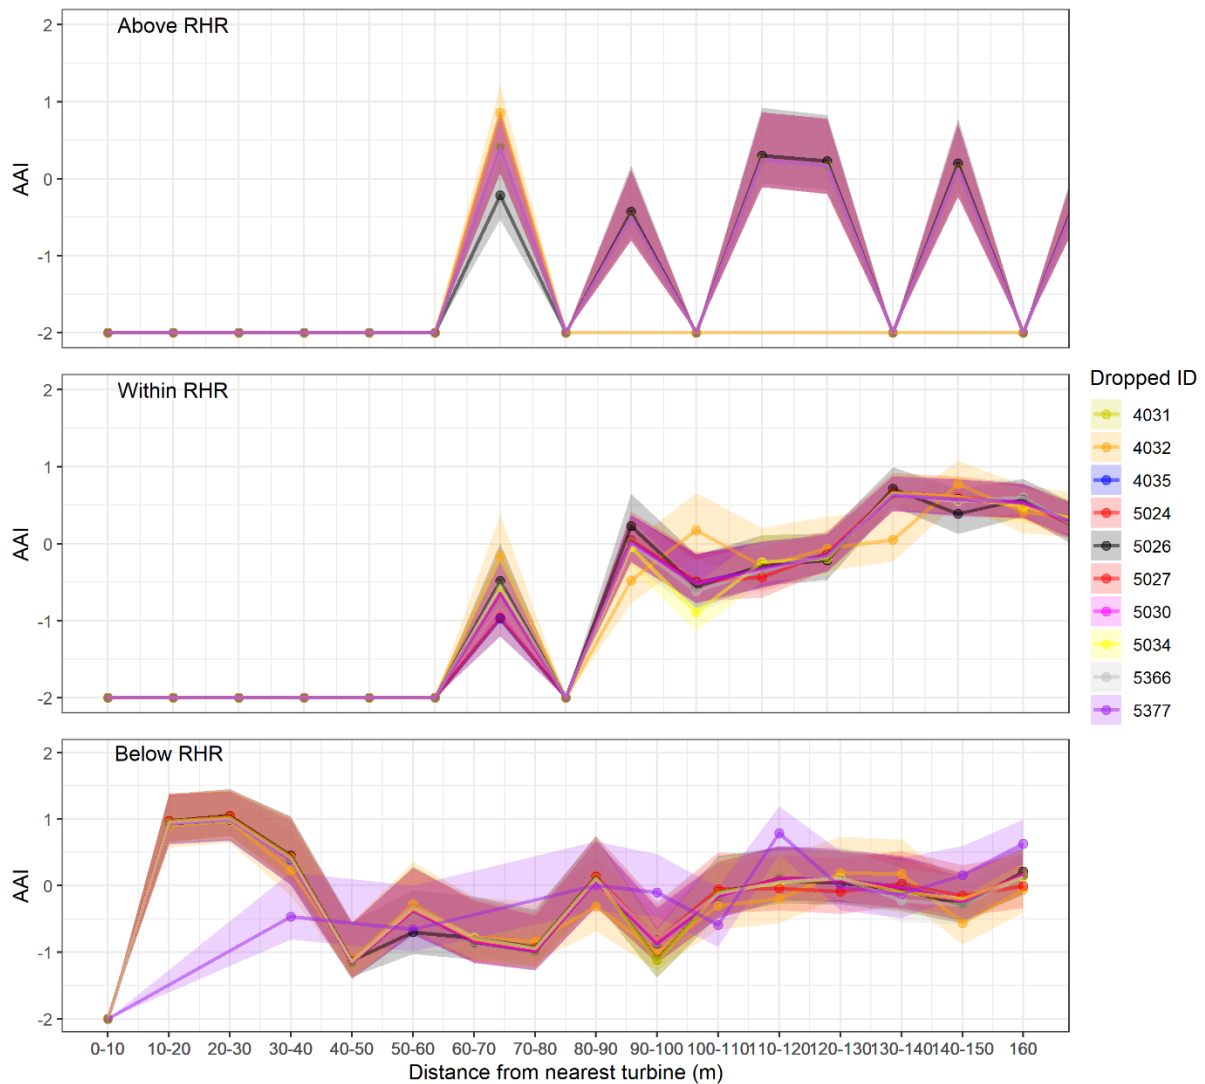 Above RHR
2
1
0
-1
-2
AAI
Within RHR
2
1
0
-1
-2
AAI
Below RHR
2
1
0
-1
-2
AAI
0-10 10-20 20-30 30-40 40-50 50-60 60-70 70-80 80-90 90-100 100-110 110-120 120-130 130-140 140-150 160
Distance from nearest turbine (m)
Dropped ID
4031
4032
4035
5024
5026
5027
5030
5034
5366
5377